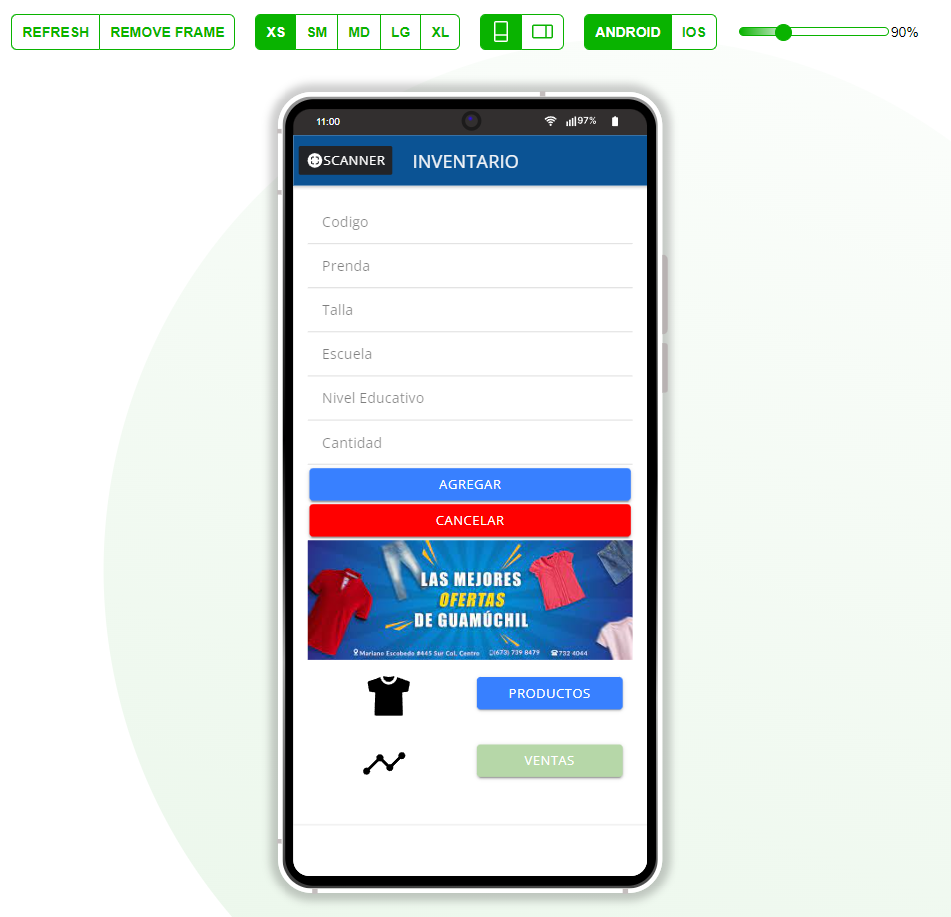 REFRESH REMOVE FRAME XS SM MD LG XL ANDROID IOS 90%
11:00 97%
SCANNER INVENTARIO
Codigo
Prenda
Talla
Escuela
Nivel Educativo
Cantidad
AGREGAR
CANCELAR
LAS MEJORES
OFERTAS
DE GUAMÚCHIL
Mariano Escobedo #445 Sur Col. Centro (673) 739 8479 732 4044
PRODUCTOS
VENTAS